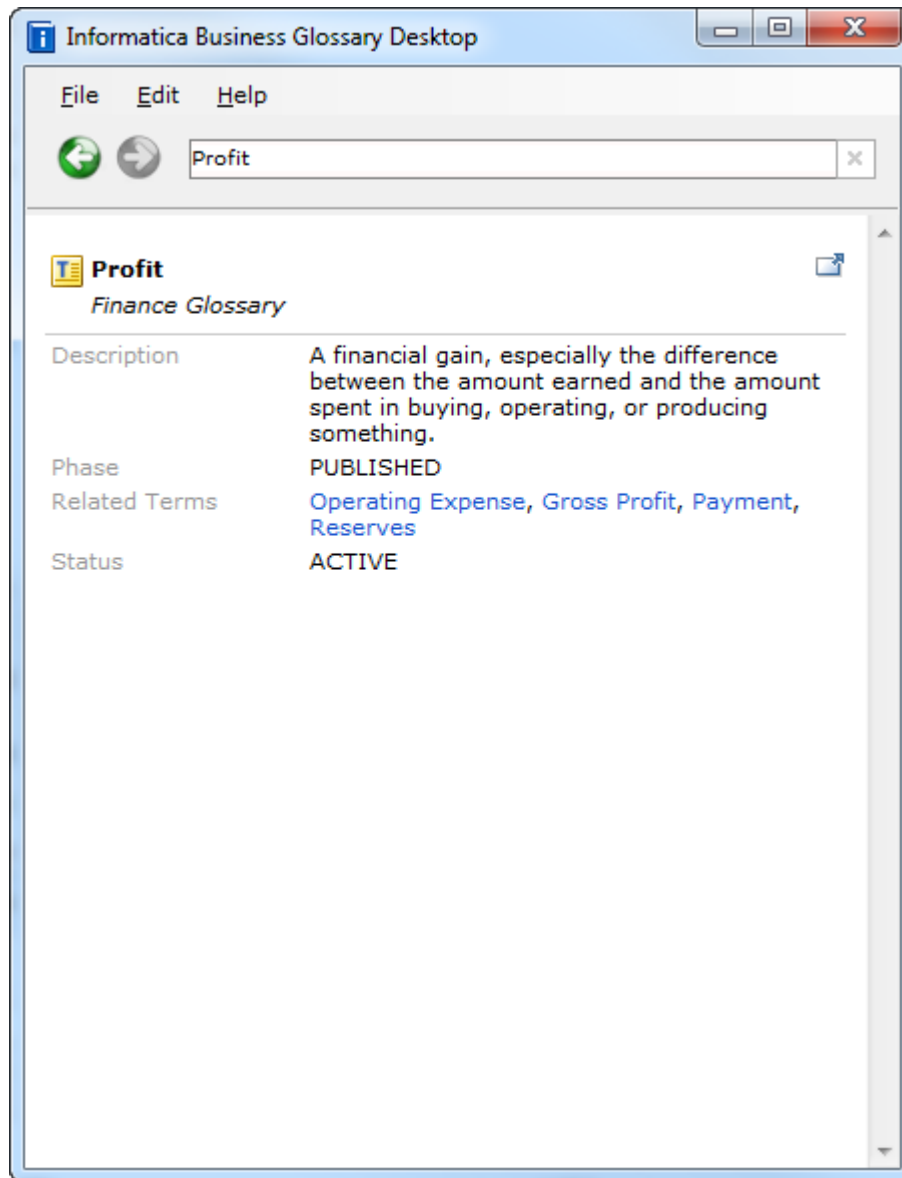 Informatica Business Glossary Desktop
File Edit Help
Profit
Profit
Finance Glossary
Description A financial gain, especially the difference
between the amount earned and the amount
spent in buying, operating, or producing
something.
Phase PUBLISHED
Related Terms Operating Expense, Gross Profit, Payment,
Reserves
Status ACTIVE